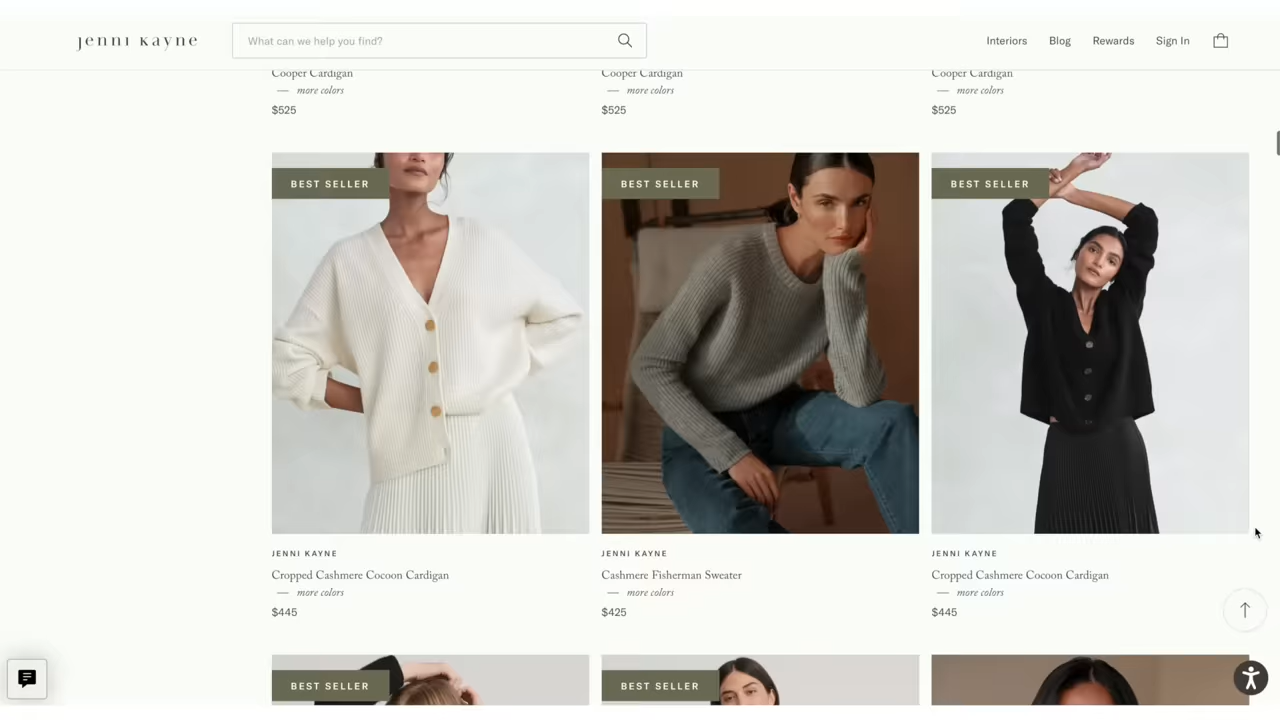 jenni kayne
What can we help you find?
Interiors
Blog
Rewards
Sign In
Cooper Cardigan
more colors
$525
Cooper Cardigan
more colors
$525
Cooper Cardigan
more colors
$525
BEST SELLER
JENNI KAYNE
Cropped Cashmere Cocoon Cardigan
more colors
$445
BEST SELLER
JENNI KAYNE
Cashmere Fisherman Sweater
more colors
$425
BEST SELLER
JENNI KAYNE
Cropped Cashmere Cocoon Cardigan
more colors
$445
BEST SELLER
BEST SELLER